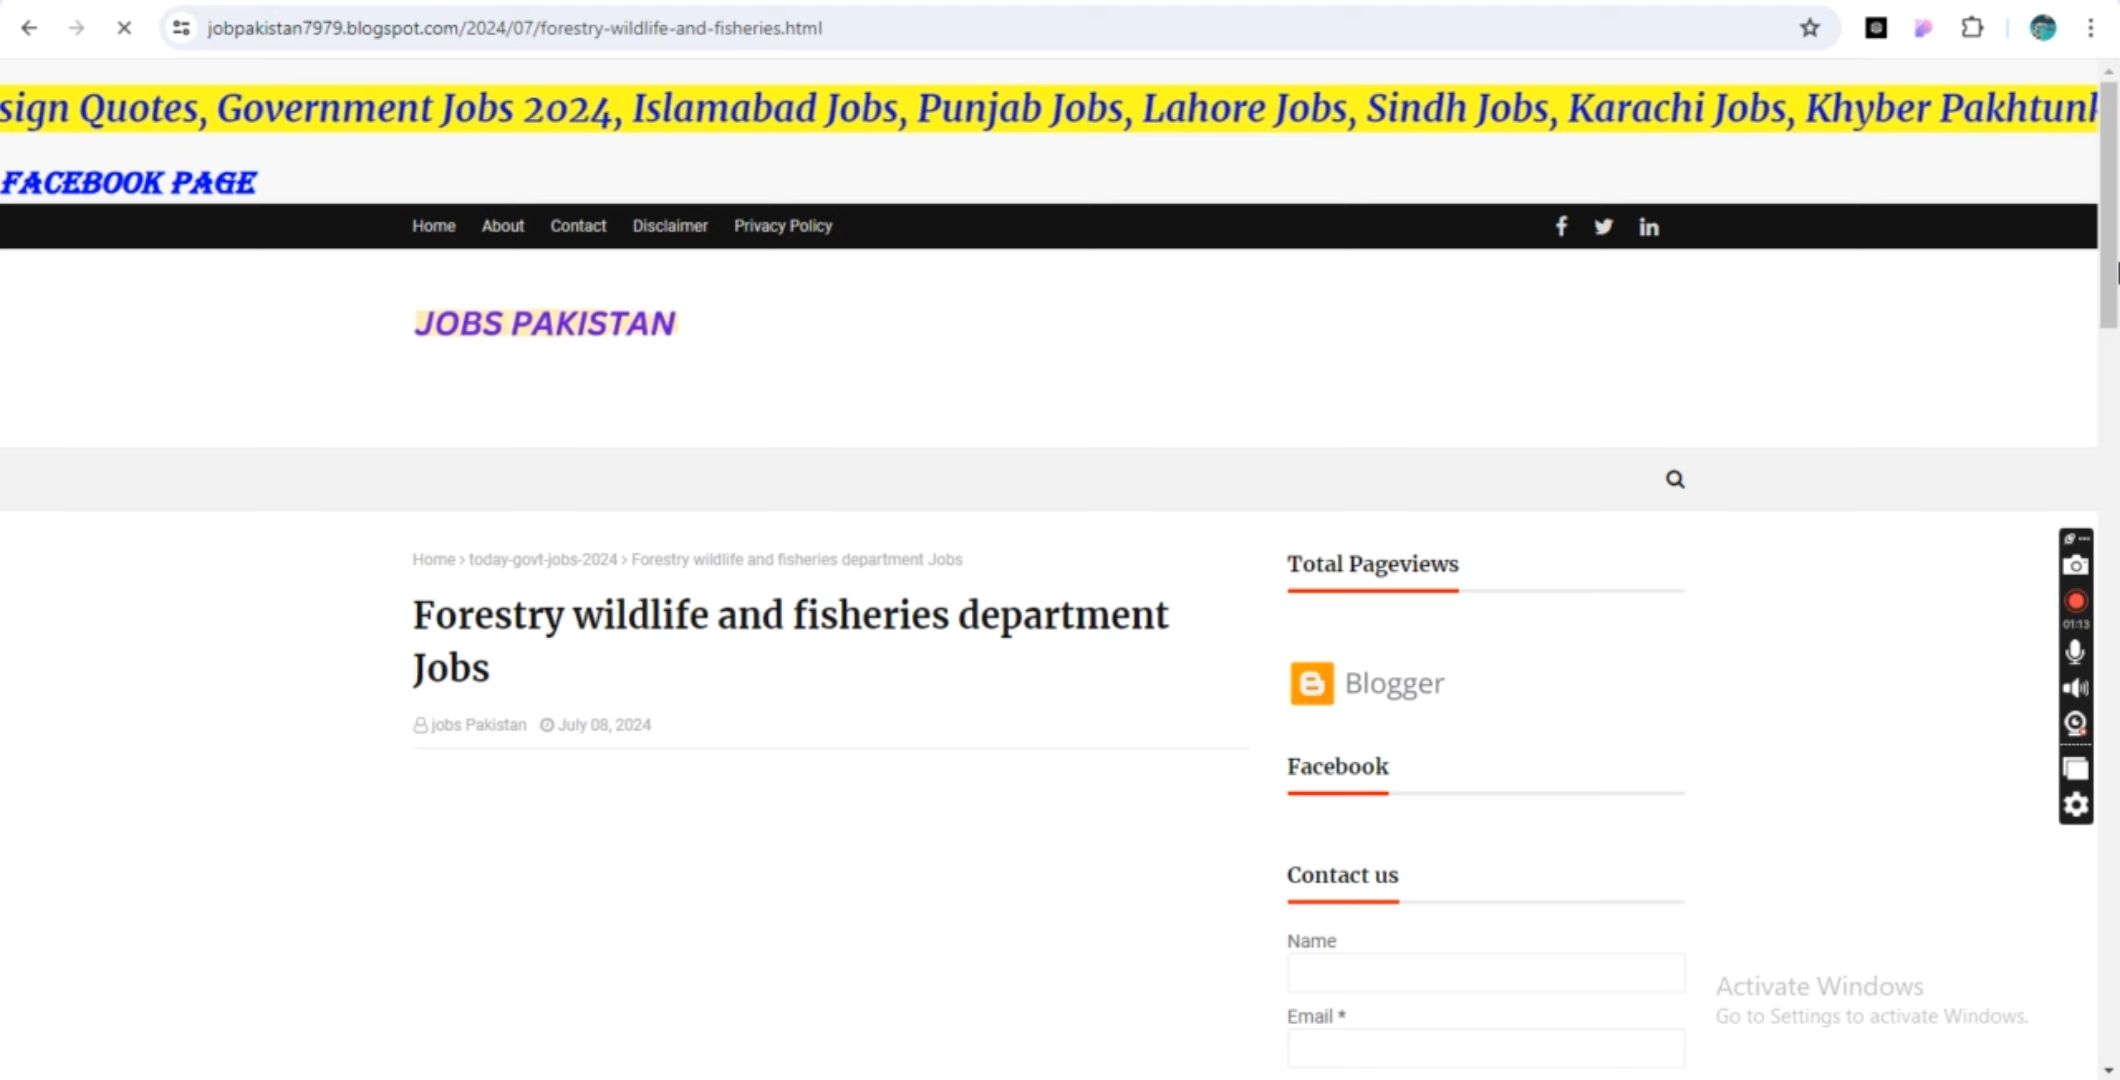 jobpakistan7979.blogspot.com/2024/07/forestry-wildlife-and-fisheries.html
sign Quotes, Government Jobs 2024, Islamabad Jobs, Punjab Jobs, Lahore Jobs, Sindh Jobs, Karachi Jobs, Khyber Pakhtunk
FACEBOOK PAGE
Home About Contact Disclaimer Privacy Policy
JOBS PAKISTAN
Home › today-govt-jobs-2024 › Forestry wildlife and fisheries department Jobs
Forestry wildlife and fisheries department
Jobs
jobs Pakistan July 08, 2024
Total Pageviews
Blogger
Facebook
Contact us
Name
Email *
01:13
Activate Windows
Go to Settings to activate Windows.